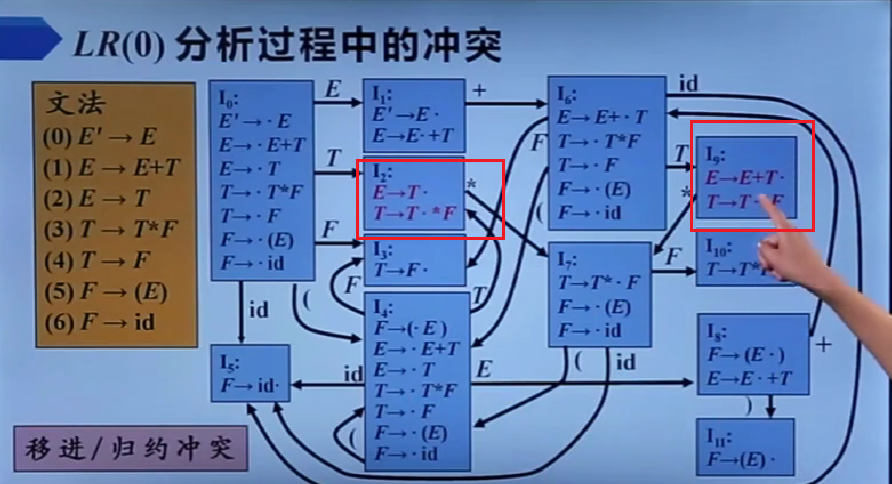 LR(0) 分析过程中的冲突
文法
(0) E' → E
(1) E → E+T
(2) E → T
(3) T → T*F
(4) T → F
(5) F → (E)
(6) F → id
I₀:
E'→ · E
E→ · E+T
E→ · T
T→ · T*F
T→ · F
F→ · (E)
F→ · id
E
T
F
id
(
I₁:
E'→E ·
E→E · +T
+
I₂:
E→T ·
T→T · *F
*
I₃:
T→F ·
I₄:
F→(· E)
E→ · E+T
E→ · T
T→ · T*F
T→ · F
F→ · (E)
F→ · id
F
T
(
id
E
I₅:
F→id ·
I₆:
E→E+ · T
T→ · T*F
T→ · F
F→ · (E)
F→ · id
id
T
F
(
I₇:
T→T* · F
F→ · (E)
F→ · id
F
(
id
I₉:
E→E+T ·
T→T
F
*
I₁₀:
T→T*
I₈:
F→(E · )
E→E · +T
+
)
I₁₁:
F→(E) ·
移进/归约冲突